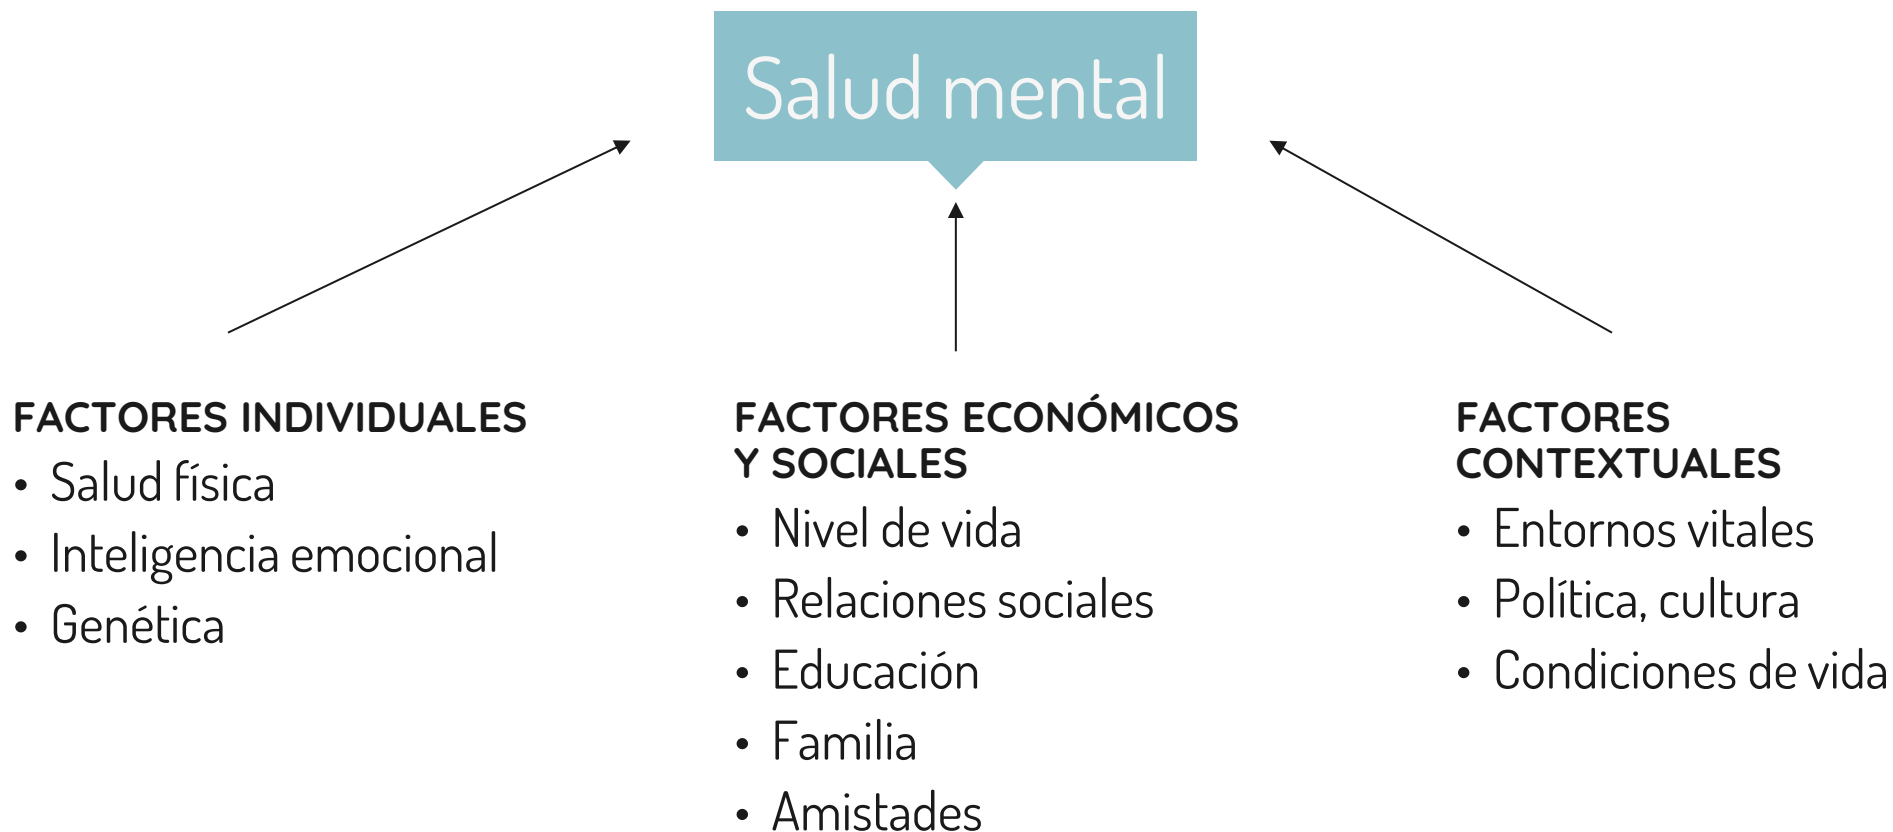 Salud mental
FACTORES INDIVIDUALES
• Salud física
• Inteligencia emocional
• Genética
FACTORES ECONÓMICOS
Y SOCIALES
• Nivel de vida
• Relaciones sociales
• Educación
• Familia
• Amistades
FACTORES
CONTEXTUALES
• Entornos vitales
• Política, cultura
• Condiciones de vida